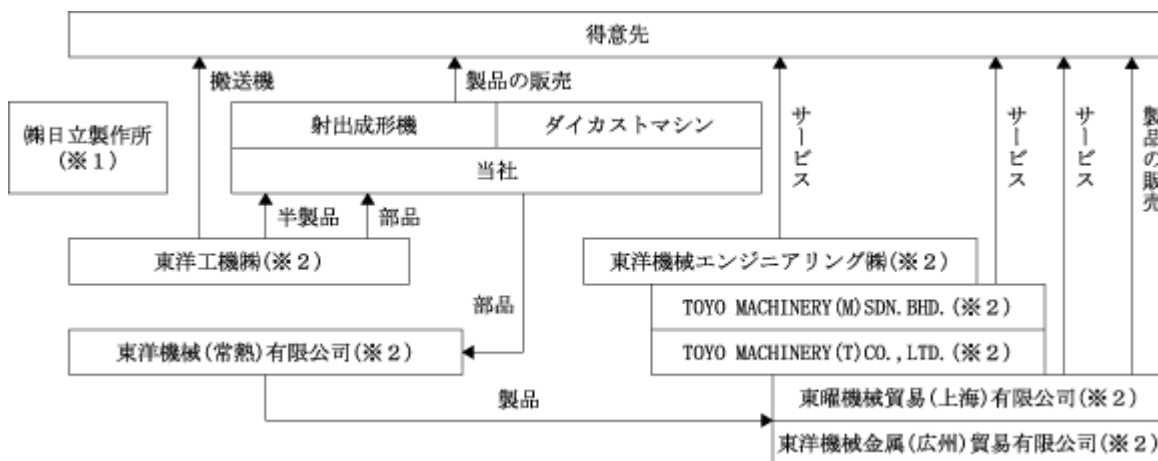 得意先
搬送機
製品の販売
サービス
サービス
サービス
製品の販売
㈱日立製作所
(※1)
射出成形機
ダイカストマシン
当社
半製品
部品
東洋工機㈱(※2)
東洋機械エンジニアリング㈱(※2)
TOYO MACHINERY(M)SDN.BHD.(※2)
部品
東洋機械(常熟)有限公司(※2)
TOYO MACHINERY(T)CO.,LTD.(※2)
製品
東曜機械貿易(上海)有限公司(※2)
東洋機械金属(広州)貿易有限公司(※2)